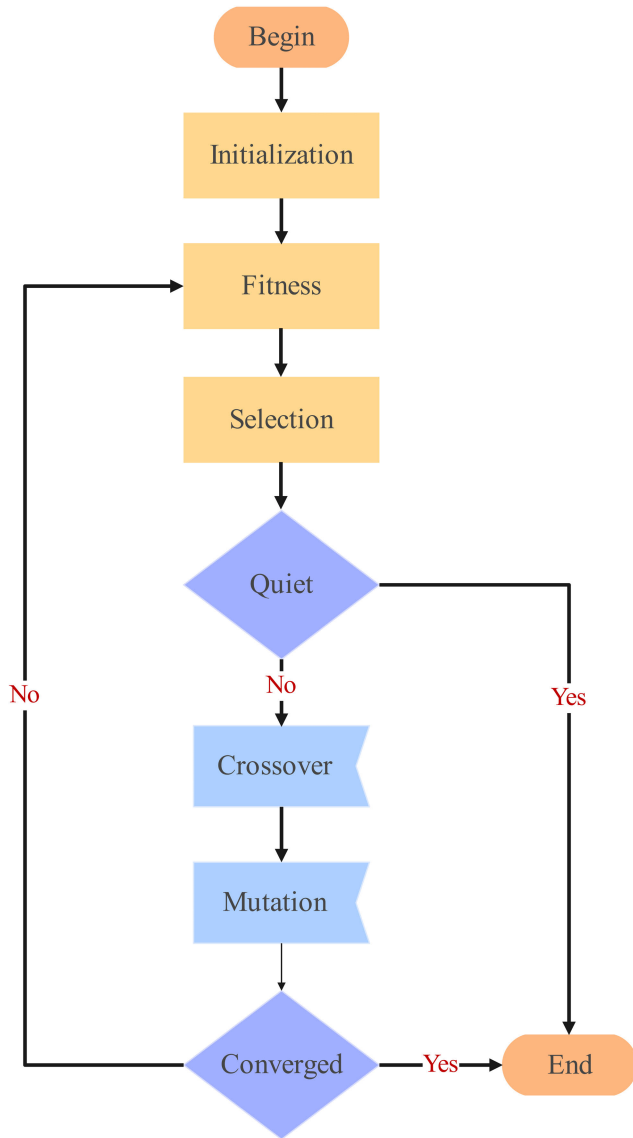 Begin
Initialization
Fitness
Selection
Quiet
No
No
Yes
Crossover
Mutation
Converged
Yes
End